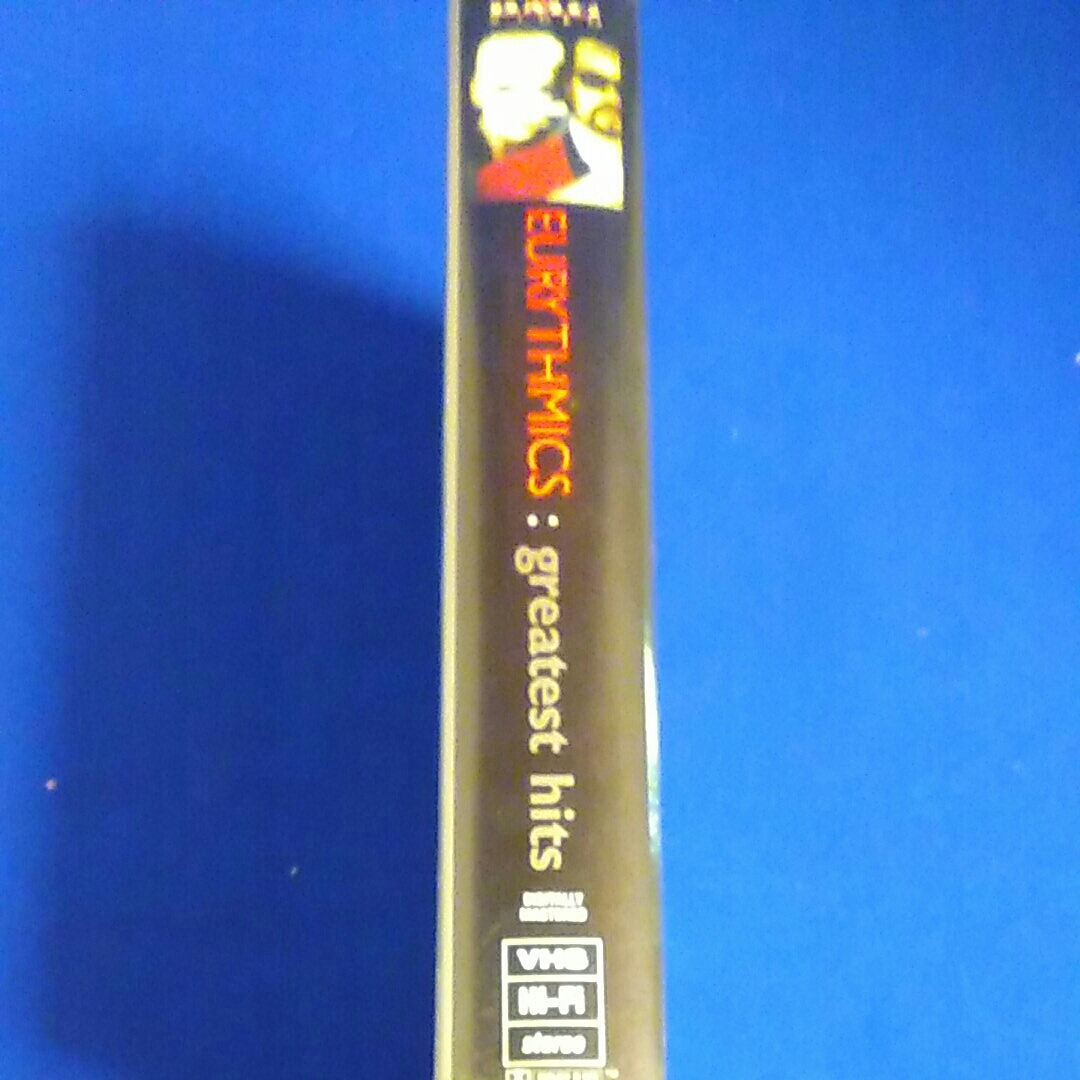 EURYTHMICS : greatest hits
VHS
Hi-Fi
stereo